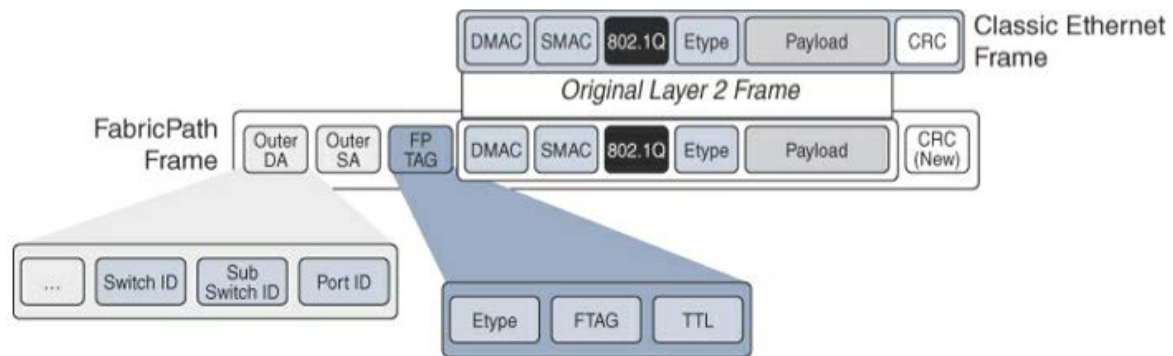 DMAC SMAC 802.1Q Etype Payload CRC
Classic Ethernet
Frame
Original Layer 2 Frame
FabricPath
Frame
Outer
DA
Outer
SA
FP
TAG
DMAC SMAC 802.1Q Etype Payload
CRC
(New)
... Switch ID
Sub
Switch ID
Port ID
Etype FTAG TTL